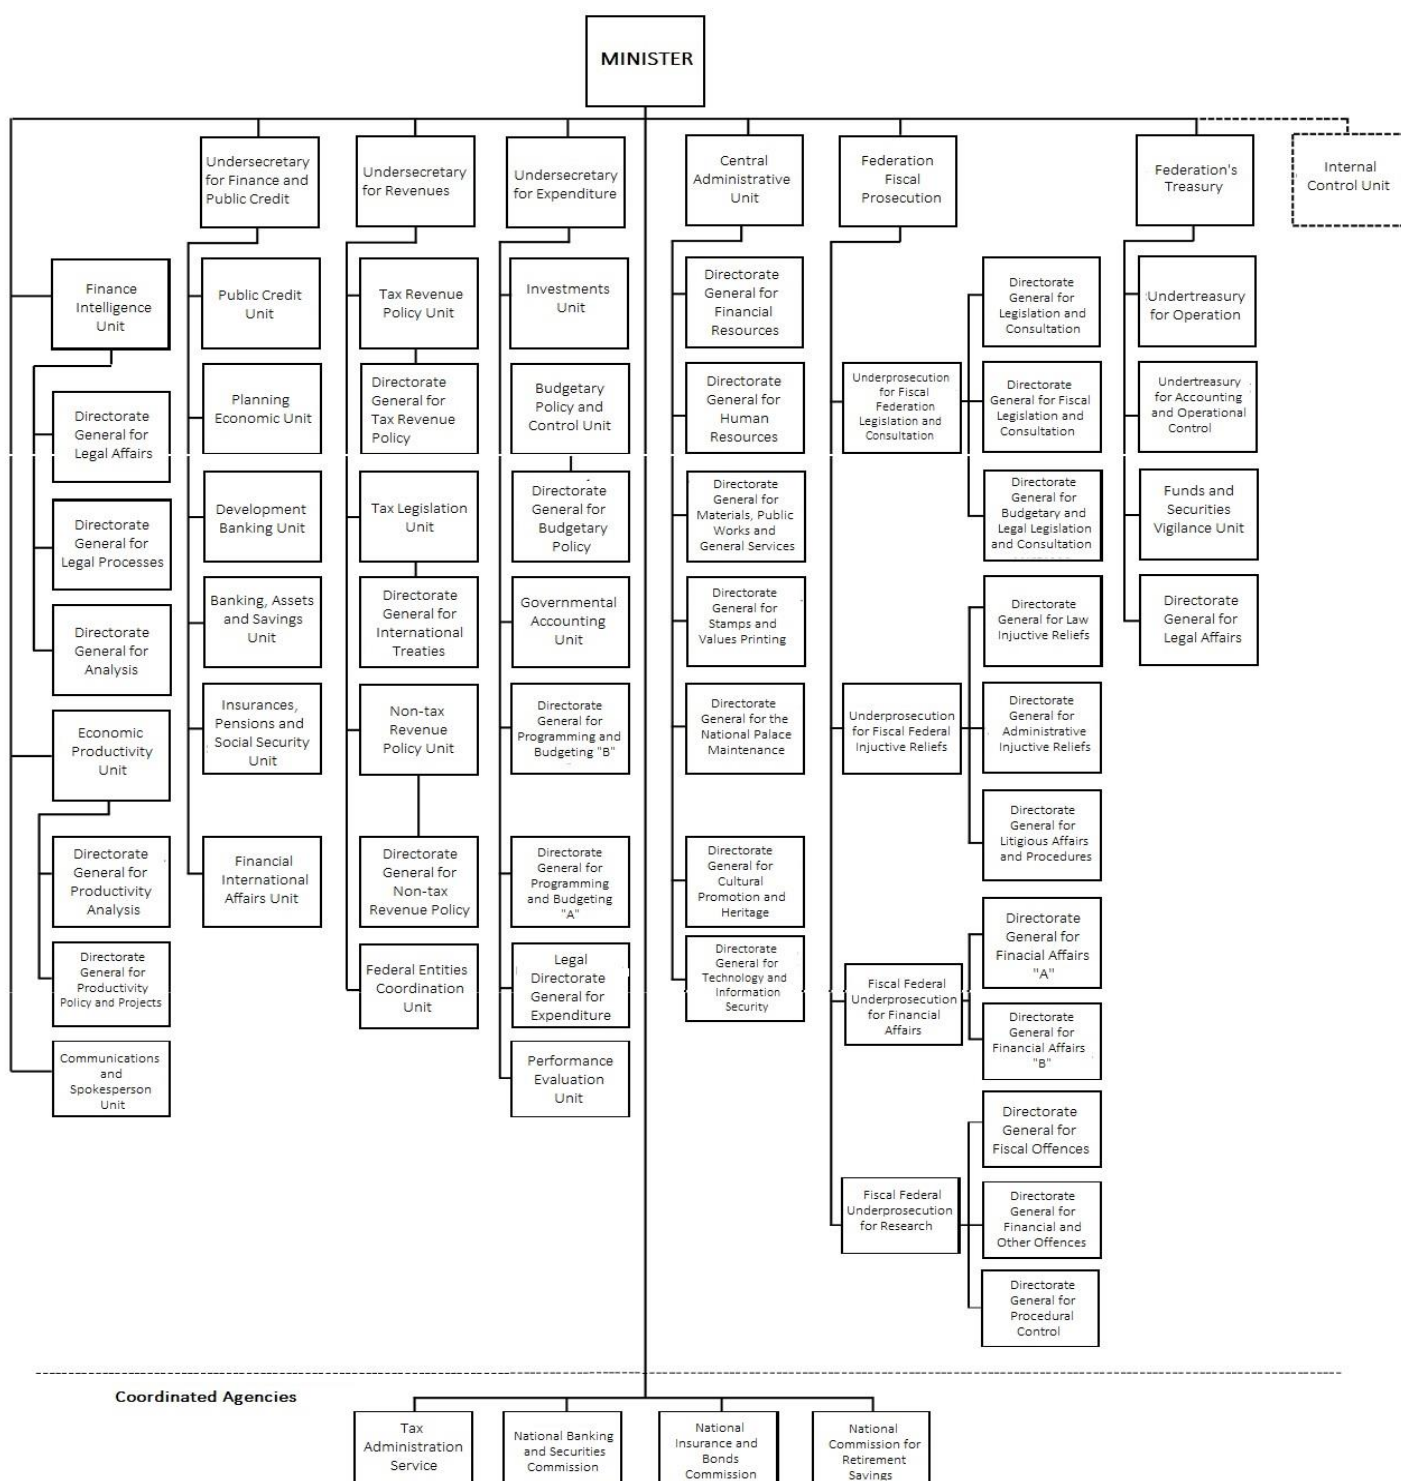 MINISTER
Undersecretary
for Finance and
Public Credit
Undersecretary
for Revenues
Undersecretary
for Expenditure
Central
Administrative
Unit
Federation
Fiscal
Prosecution
Federation's
Treasury
Internal
Control Unit
Finance
Intelligence
Unit
Directorate
General for
Legal Affairs
Directorate
General for
Legal Processes
Directorate
General for
Analysis
Economic
Productivity
Unit
Directorate
General for
Productivity
Analysis
Directorate
General for
Productivity
Policy and Projects
Communications
and
Spokesperson
Unit
Public Credit
Unit
Planning
Economic Unit
Development
Banking Unit
Banking, Assets
and Savings
Unit
Insurances,
Pensions and
Social Security
Unit
Financial
International
Affairs Unit
Tax Revenue
Policy Unit
Directorate
General for
Tax Revenue
Policy
Tax Legislation
Unit
Directorate
General for
International
Treaties
Non-tax
Revenue
Policy Unit
Directorate
General for
Non-tax
Revenue Policy
Federal Entities
Coordination
Unit
Investments
Unit
Budgetary
Policy and
Control Unit
Directorate
General for
Budgetary
Policy
Governmental
Accounting
Unit
Directorate
General for
Programming and
Budgeting "B"
Directorate
General for
Programming
and Budgeting
"A"
Legal
Directorate
General for
Expenditure
Performance
Evaluation
Unit
Directorate
General for
Financial
Resources
Directorate
General for
Human
Resources
Directorate
General for
Materials, Public
Works and
General Services
Directorate
General for
Stamps and
Values Printing
Directorate
General for the
National Palace
Maintenance
Directorate
General for
Cultural
Promotion and
Heritage
Directorate
General for
Technology and
Information
Security
Underprosecution
for Fiscal
Federation
Legislation and
Consultation
Directorate
General for
Legislation and
Consultation
Directorate
General for Fiscal
Legislation and
Consultation
Directorate
General for
Budgetary and
Legal Legislation
and Consultation
Underprosecution
for Fiscal Federal
Injuctive Reliefs
Directorate
General for Law
Injuctive Reliefs
Directorate
General for
Administrative
Injuctive Reliefs
Directorate
General for
Litigious Affairs
and Procedures
Fiscal Federal
Underprosecution
for Financial
Affairs
Directorate
General for
Finacial Affairs
"A"
Directorate
General for
Financial Affairs
"B"
Fiscal Federal
Underprosecution
for Research
Directorate
General for
Fiscal Offences
Directorate
General for
Financial and
Other Offences
Directorate
General for
Procedural
Control
Undertreasury
for Operation
Undertreasury
for Accounting
and Operational
Control
Funds and
Securities
Vigilance Unit
Directorate
General for
Legal Affairs
Coordinated Agencies
Tax
Administration
Service
National Banking
and Securities
Commission
National
Insurance and
Bonds
Commission
National
Commission for
Retirement
Savings